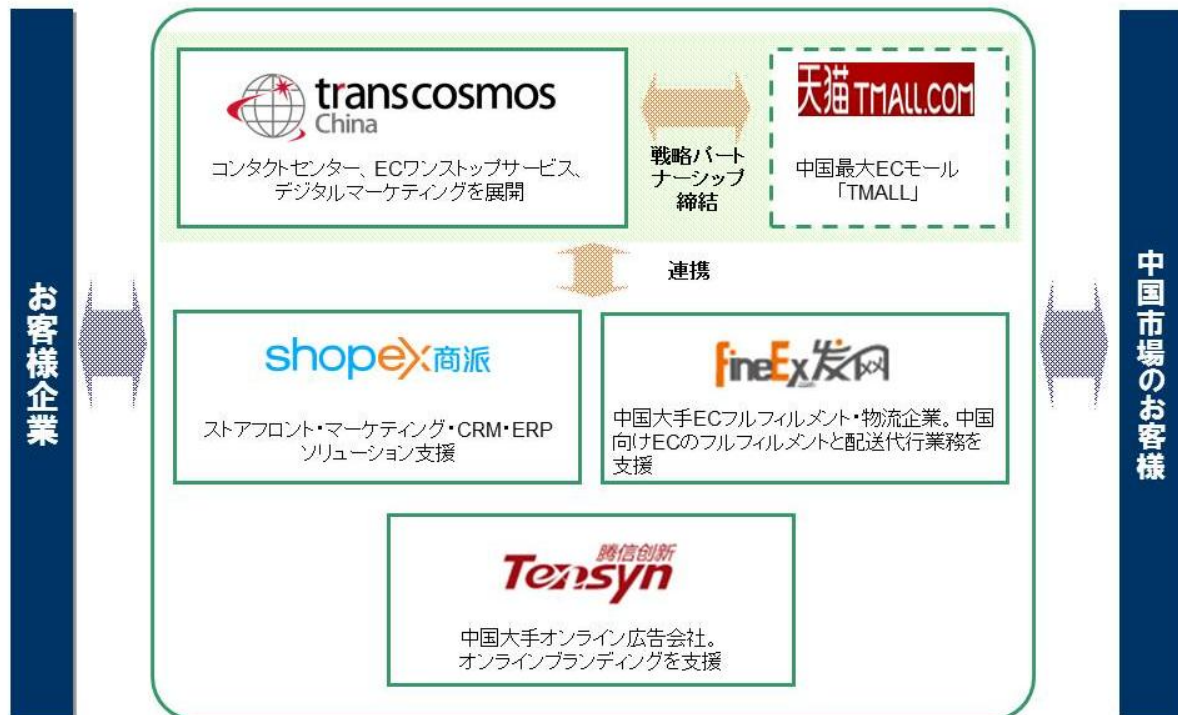 お客様企業
transcosmos
China
コンタクトセンター、ECワンストップサービス、
デジタルマーケティングを展開
戦略パート
ナーシップ
締結
天猫 TMALL.COM
中国最大ECモール
「TMALL」
連携
shopex商派
ストアフロント・マーケティング・CRM・ERP
ソリューション支援
FineEx发网
中国大手ECフルフィルメント・物流企業。中国
向けECのフルフィルメントと配送代行業務を
支援
腾信创新
Tensyn
中国大手オンライン広告会社。
オンラインブランディングを支援
中国市場のお客様